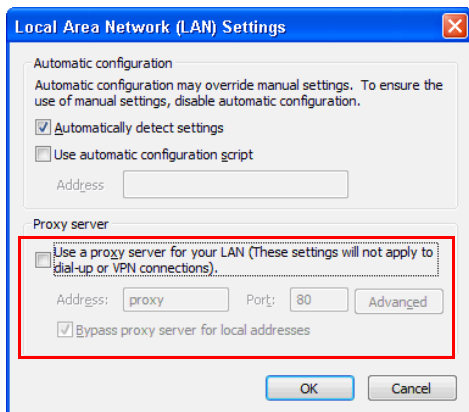 Local Area Network (LAN) Settings
Automatic configuration
Automatic configuration may override manual settings. To ensure the
use of manual settings, disable automatic configuration.
Automatically detect settings
Use automatic configuration script
Address
Proxy server
Use a proxy server for your LAN (These settings will not apply to
dial-up or VPN connections).
Address: proxy Port: 80 Advanced
Bypass proxy server for local addresses
OK Cancel